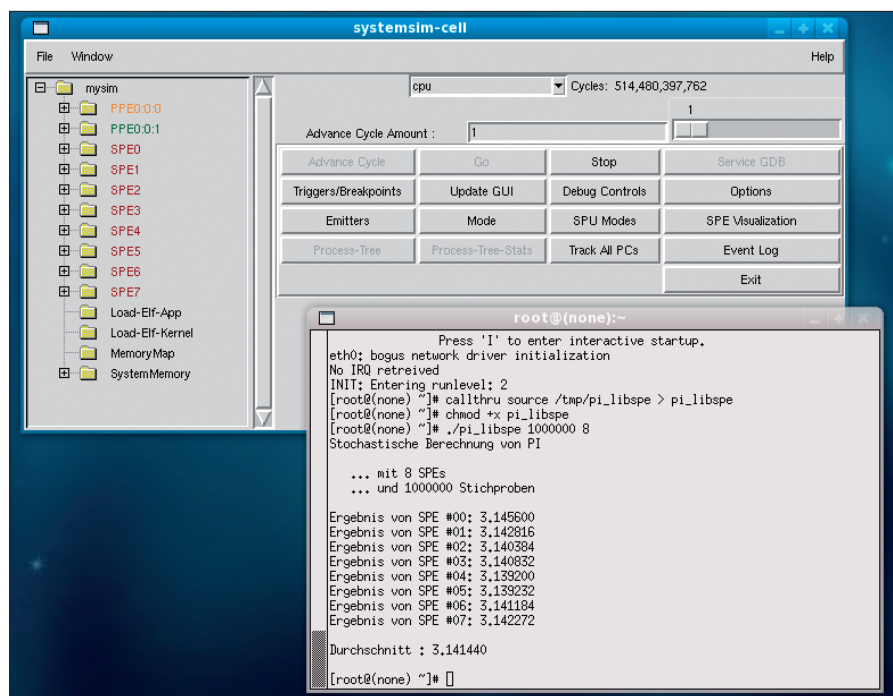 systemsim-cell
File Window Help
mysim
PPE0:0:0
PPE0:0:1
SPE0
SPE1
SPE2
SPE3
SPE4
SPE5
SPE6
SPE7
Load-Elf-App
Load-Elf-Kernel
MemoryMap
SystemMemory
cpu Cycles: 514,480,397,762
1
Advance Cycle Amount : 1
Advance Cycle Go Stop Service GDB
Triggers/Breakpoints Update GUI Debug Controls Options
Emitters Mode SPU Modes SPE Visualization
Process-Tree Process-Tree-Stats Track All PCs Event Log
Exit
root@(none):~
Press 'I' to enter interactive startup.
eth0: bogus network driver initialization
No IRQ retreived
INIT: Entering runlevel: 2
[root@(none) ~]# callthru source /tmp/pi_libspe > pi_libspe
[root@(none) ~]# chmod +x pi_libspe
[root@(none) ~]# ./pi_libspe 1000000 8
Stochastische Berechnung von PI
... mit 8 SPEs
... und 1000000 Stichproben
Ergebnis von SPE #00: 3.145600
Ergebnis von SPE #01: 3.142816
Ergebnis von SPE #02: 3.140384
Ergebnis von SPE #03: 3.140832
Ergebnis von SPE #04: 3.139200
Ergebnis von SPE #05: 3.139232
Ergebnis von SPE #06: 3.141184
Ergebnis von SPE #07: 3.142272
Durchschnitt : 3.141440
[root@(none) ~]#